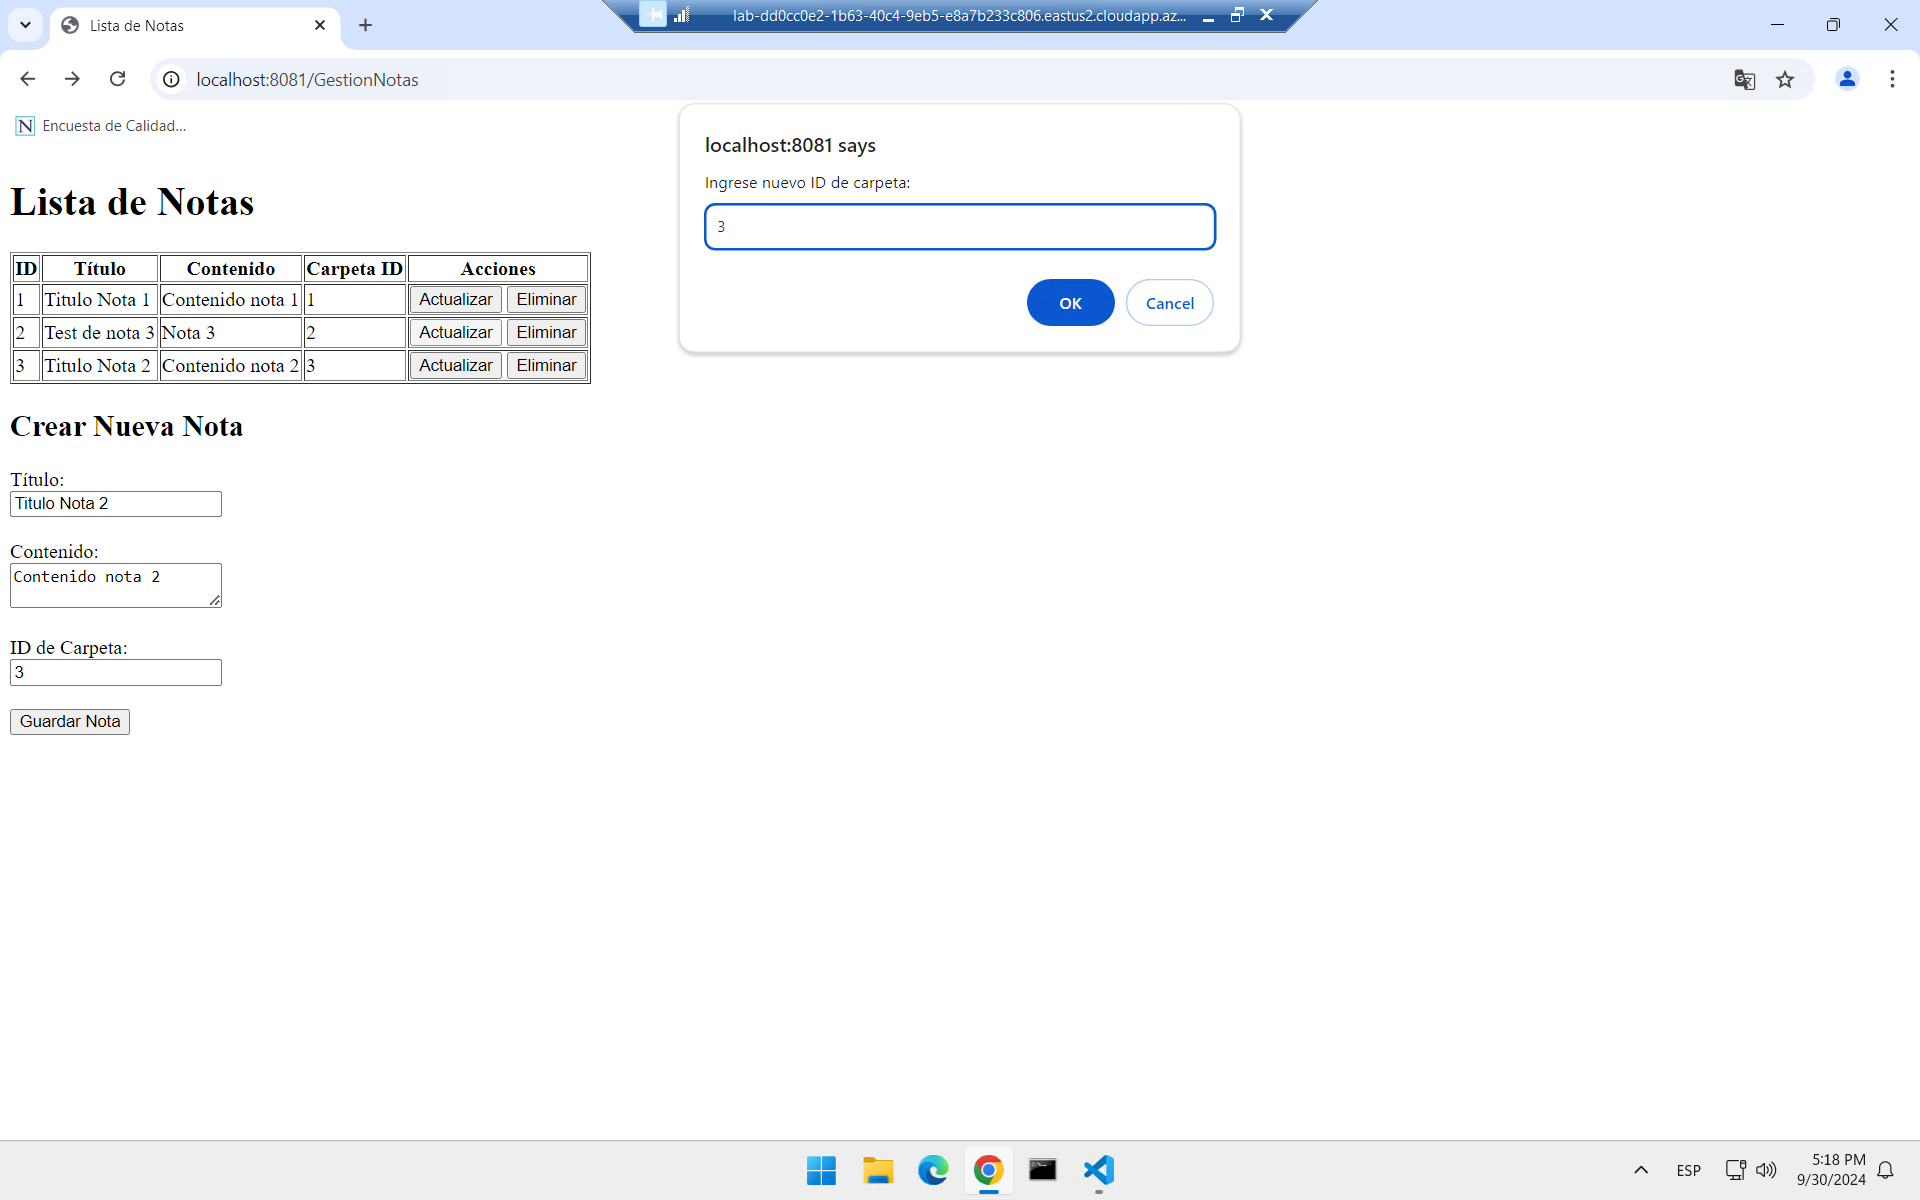 Lista de Notas
lab-dd0cc0e2-1b63-40c4-9eb5-e8a7b233c806.eastus2.cloudapp.az...
localhost:8081/GestionNotas
N Encuesta de Calidad...
localhost:8081 says
Ingrese nuevo ID de carpeta:
3
OK Cancel
Lista de Notas
ID Título Contenido Carpeta ID Acciones
1 Titulo Nota 1 Contenido nota 1 1 Actualizar Eliminar
2 Test de nota 3 Nota 3 2 Actualizar Eliminar
3 Titulo Nota 2 Contenido nota 2 3 Actualizar Eliminar
Crear Nueva Nota
Título:
Titulo Nota 2
Contenido:
Contenido nota 2
ID de Carpeta:
3
Guardar Nota
ESP
5:18 PM
9/30/2024